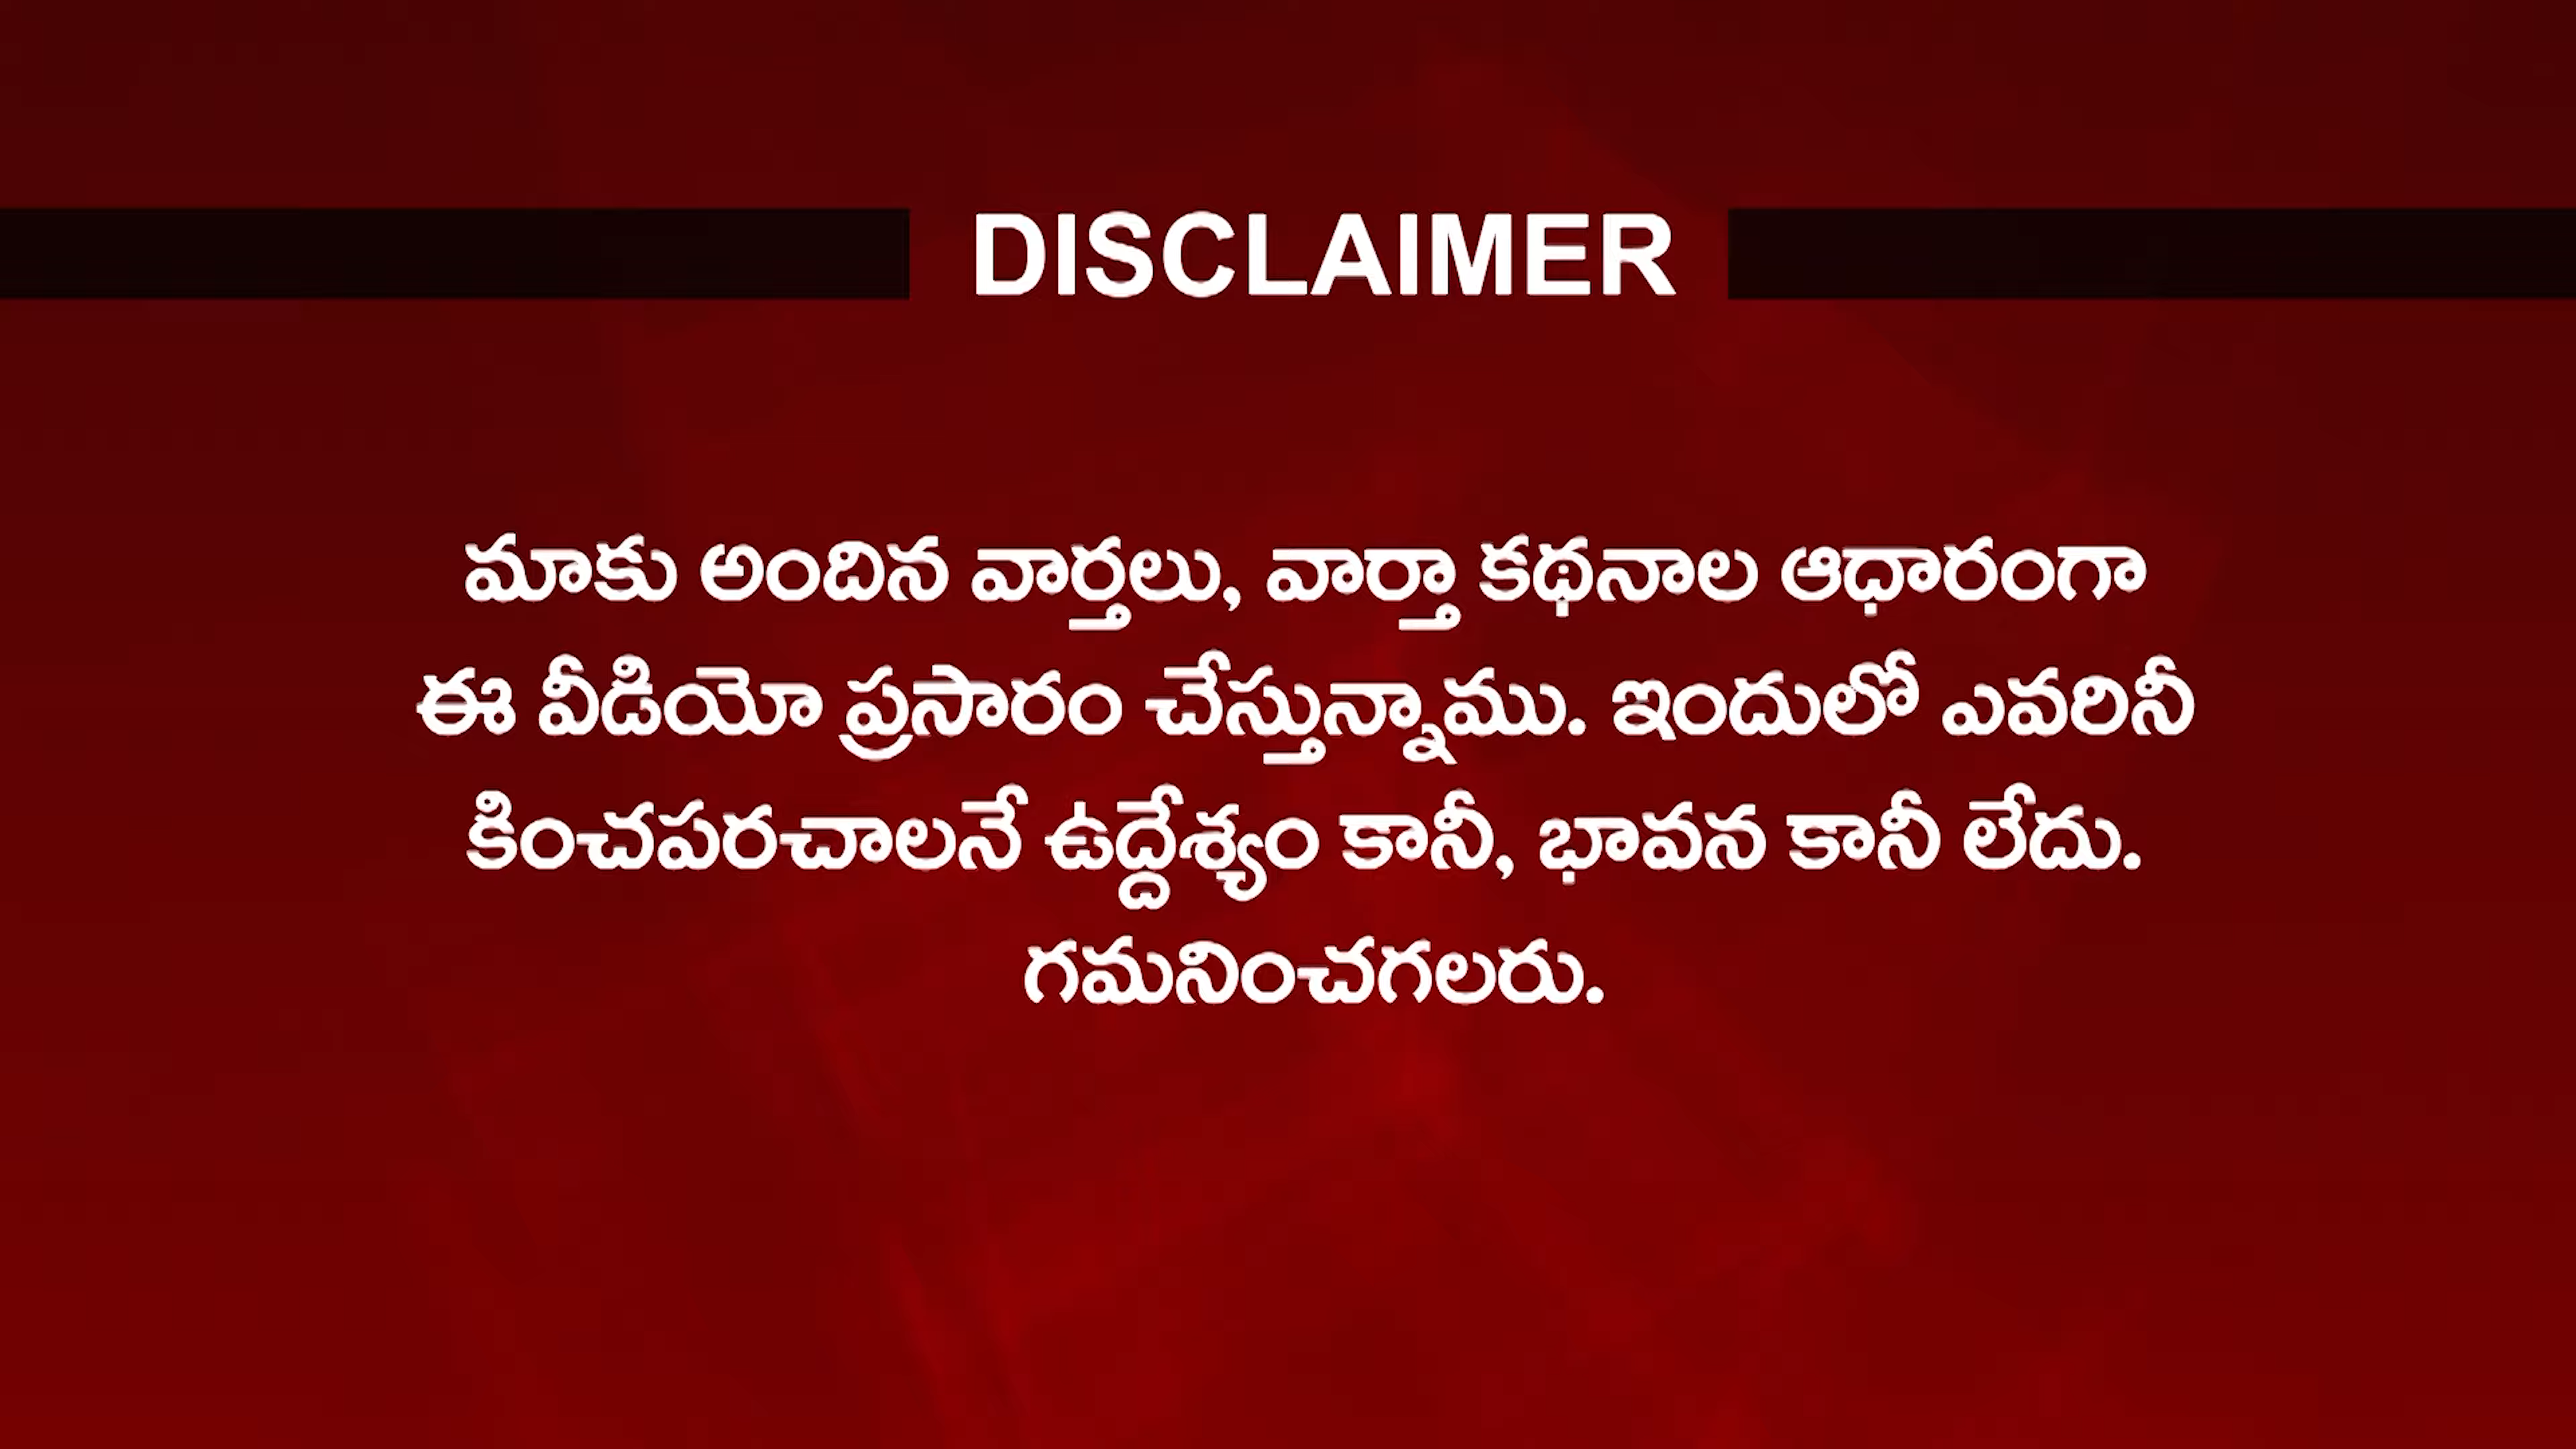 DISCLAIMER
మాకు అందిన వార్తలు, వార్తా కథనాల ఆధారంగా
ఈ వీడియో ప్రసారం చేస్తున్నాము. ఇందులో ఎవరినీ
కించపరచాలనే ఉద్దేశ్యం కానీ, భావన కానీ లేదు.
గమనించగలరు.